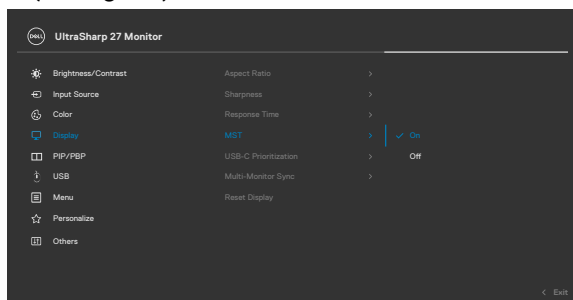 DELL UltraSharp 27 Monitor
Brightness/Contrast Aspect Ratio
Input Source Sharpness
Color Response Time
Display MST On
PIP/PBP USB-C Prioritization Off
USB Multi-Monitor Sync
Menu Reset Display
Personalize
Others
Exit